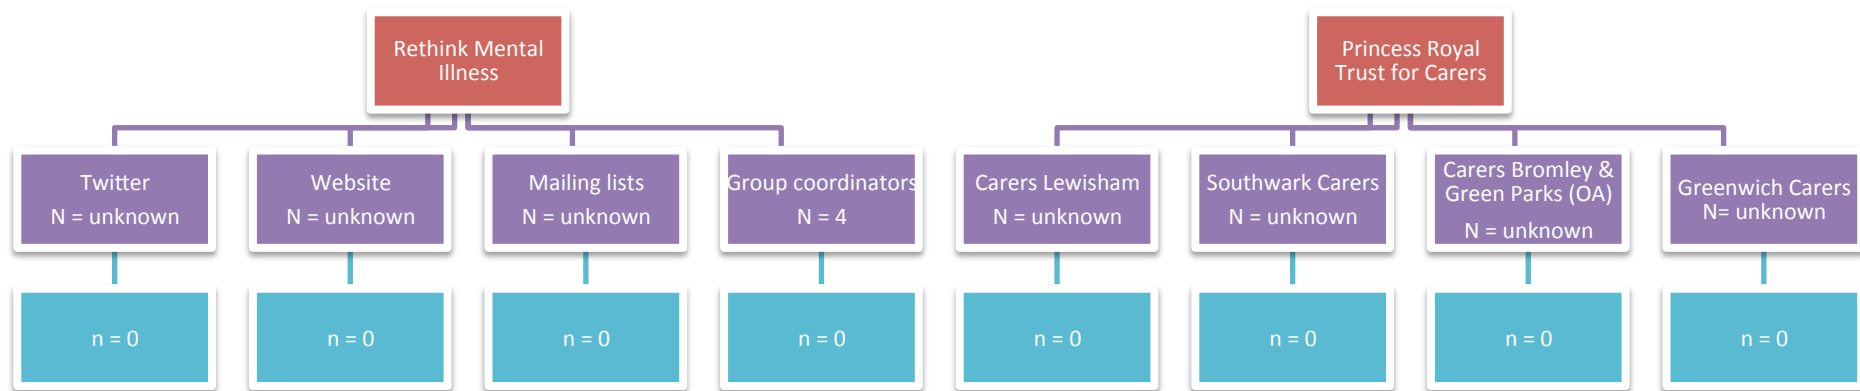 Rethink Mental
Illness
Princess Royal
Trust for Carers
Twitter
N = unknown
Website
N = unknown
Mailing lists
N = unknown
Group coordinators
N = 4
Carers Lewisham
N = unknown
Southwark Carers
N = unknown
Carers Bromley &
Green Parks (OA)
N = unknown
Greenwich Carers
N= unknown
n = 0
n = 0
n = 0
n = 0
n = 0
n = 0
n = 0
n = 0